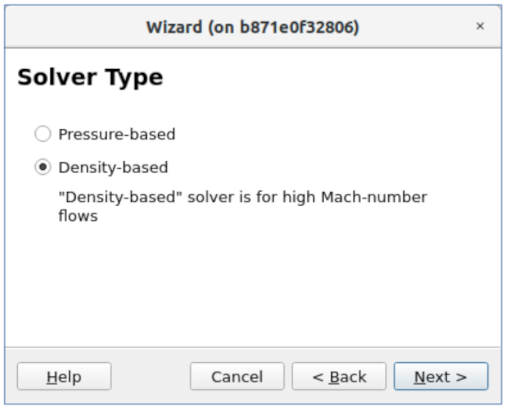 Wizard (on b871e0f32806)
×
Solver Type
Pressure-based
Density-based
"Density-based" solver is for high Mach-number
flows
Help
Cancel
< Back
Next >